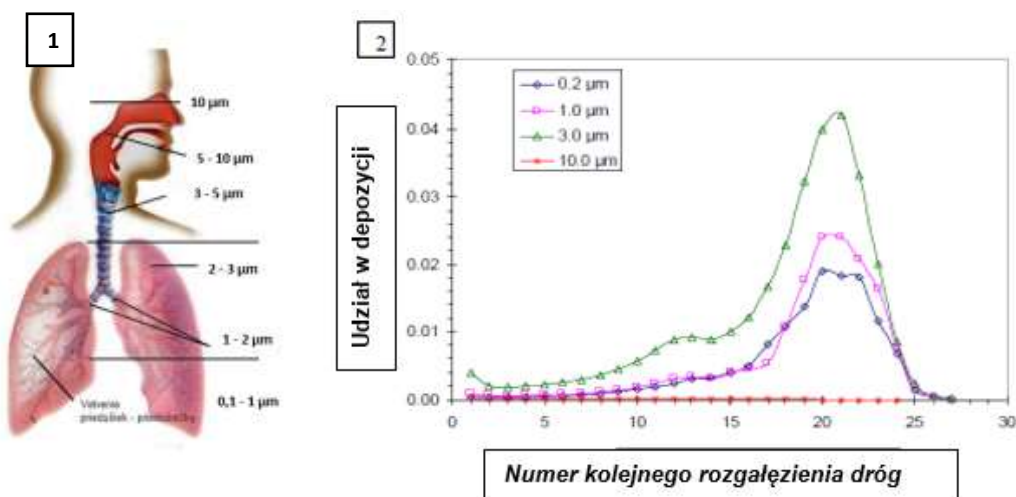 1
10 µm
5 - 10 µm
3 - 5 µm
2 - 3 µm
1 - 2 µm
0,1 - 1 µm
2
Udział w depozycji
0.05
0.04
0.03
0.02
0.01
0.00
0.2 µm
1.0 µm
3.0 µm
10.0 µm
0 5 10 15 20 25 30
Numer kolejnego rozgałęzienia dróg